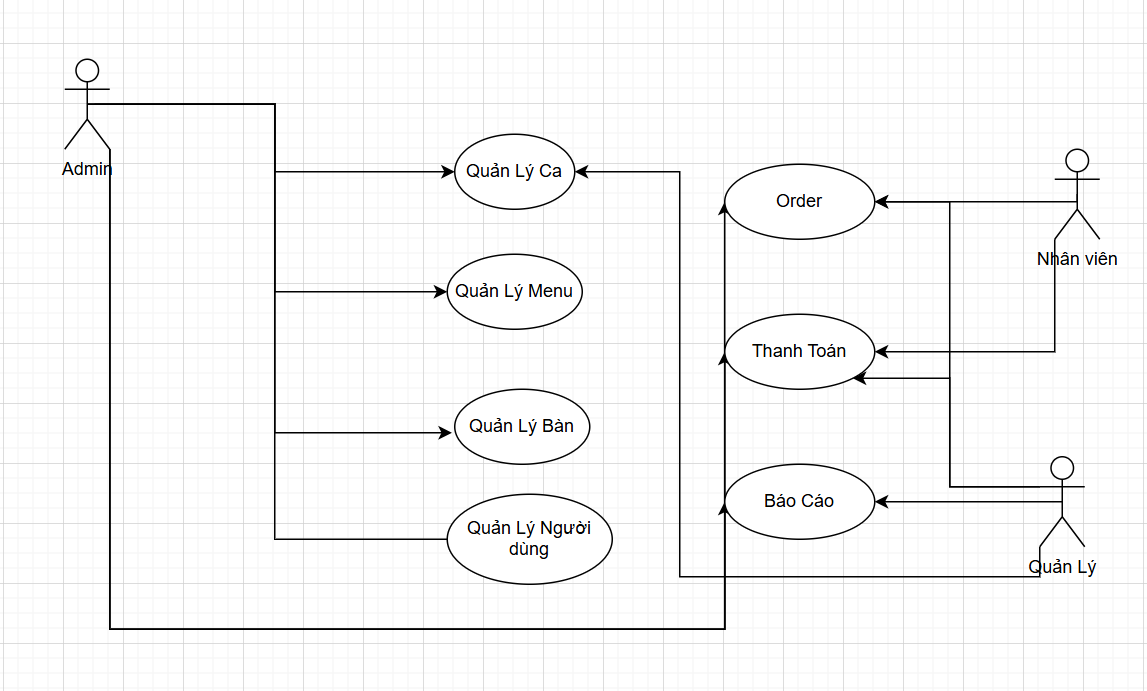 Admin
Quản Lý Ca
Order
Nhân viên
Quản Lý Menu
Thanh Toán
Quản Lý Bàn
Báo Cáo
Quản Lý Người
dùng
Quản Lý